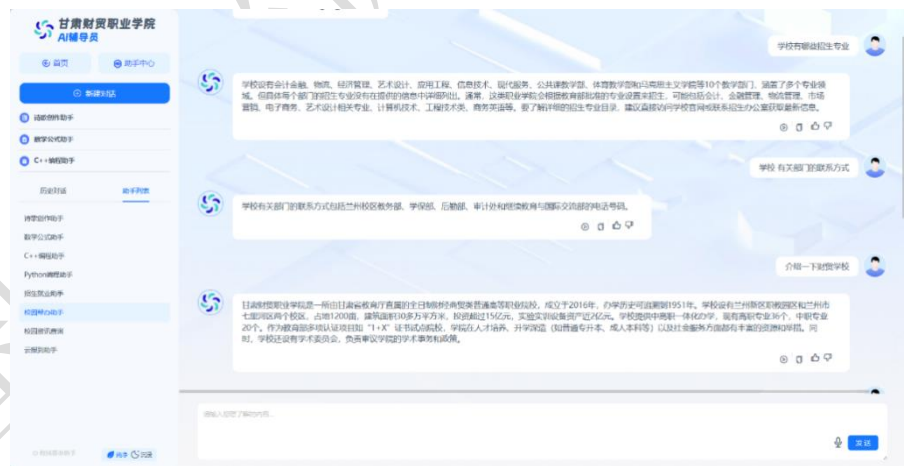 甘肃财贸职业学院
AI辅导员
首页
助手中心
新建对话
诗歌创作助手
数学公式助手
C++编程助手
历史对话
助手列表
诗歌创作助手
数学公式助手
C++编程助手
Python编程助手
招生就业助手
校园贴心助手
校园资讯查询
学校有哪些招生专业
学校设有会计金融、物流、经济管理、艺术设计、应用工程、信息技术、现代服务、公共课教学部、体育教学部和马克思主义学院等10个教学部门，涵盖了多个专业领
域。但具体每个部门的招生专业没有在提供的信息中详细列出。通常，这类职业学院会根据教育部批准的专业设置来招生，可能包括会计、金融管理、物流管理、市场
营销、电子商务、艺术设计相关专业、计算机技术、工程技术类、商务英语等。要了解详细的招生专业目录，建议直接访问学校官网或联系招生办公室获取最新信息。
学校 有关部门的联系方式
学校有关部门的联系方式包括兰州校区教务部、学保部、后勤部、审计处和继续教育与国际交流部的电话号码。
介绍一下财贸学校
甘肃财贸职业学院是一所由甘肃省教育厅直属的全日制财经商贸类普通高等职业院校，成立于2016年，办学历史可追溯到1951年。学校设有兰州新区职教园区和兰州市
七里河区两个校区，占地1200亩，建筑面积30多万平方米，投资超过15亿元，实验实训设备资产近2亿元。学校提供中高职一体化办学，现有高职专业36个，中职专业
20个。作为教育部多项认证项目如“1+X”证书试点院校，学院在人才培养、升学深造（如普通专升本、成人本科等）以及社会服务方面都有丰富的资源和举措。同
时，学校还设有学术委员会，负责审议学院的学术事务和政策。
请输入您想了解的内容...
发送